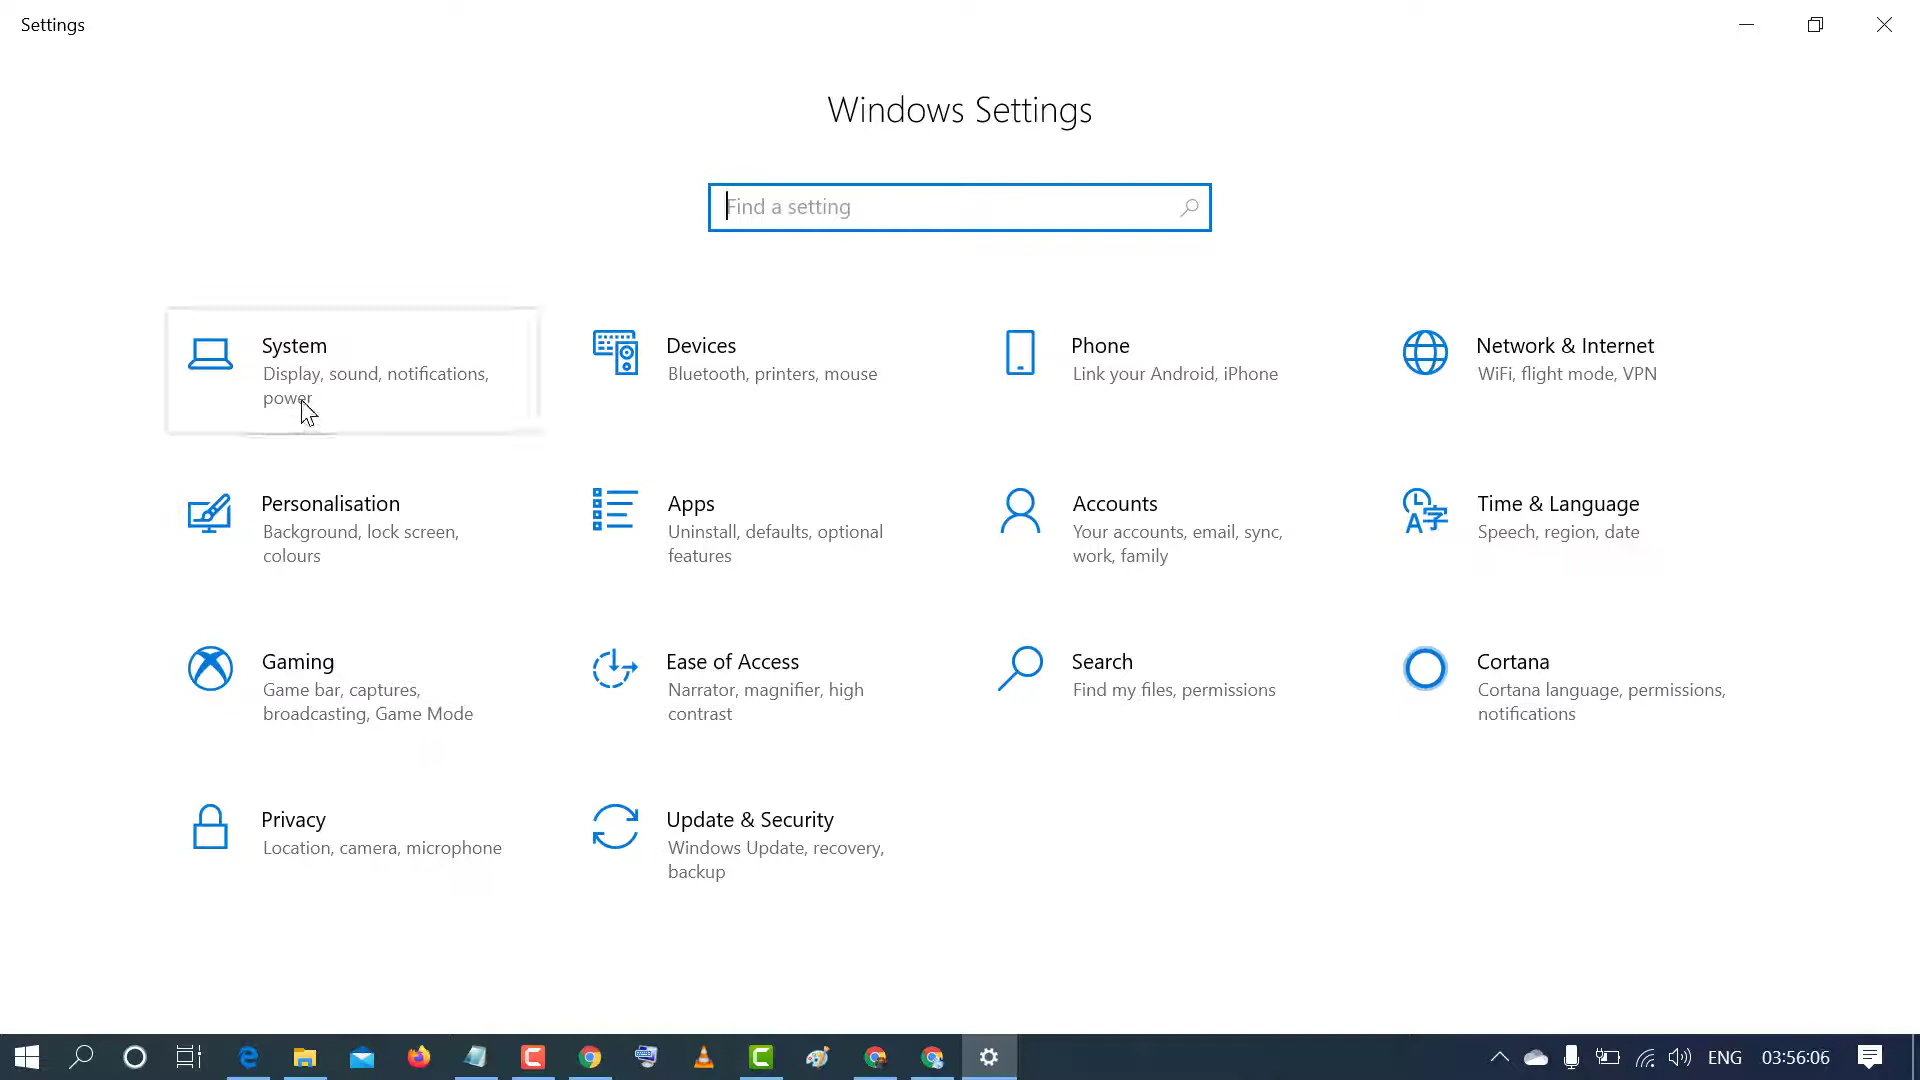 Settings
Windows Settings
Find a setting
System
Display, sound, notifications,
power
Devices
Bluetooth, printers, mouse
Phone
Link your Android, iPhone
Network & Internet
WiFi, flight mode, VPN
Personalisation
Background, lock screen,
colours
Apps
Uninstall, defaults, optional
features
Accounts
Your accounts, email, sync,
work, family
Time & Language
Speech, region, date
Gaming
Game bar, captures,
broadcasting, Game Mode
Ease of Access
Narrator, magnifier, high
contrast
Search
Find my files, permissions
Cortana
Cortana language, permissions,
notifications
Privacy
Location, camera, microphone
Update & Security
Windows Update, recovery,
backup
ENG
03:56:06